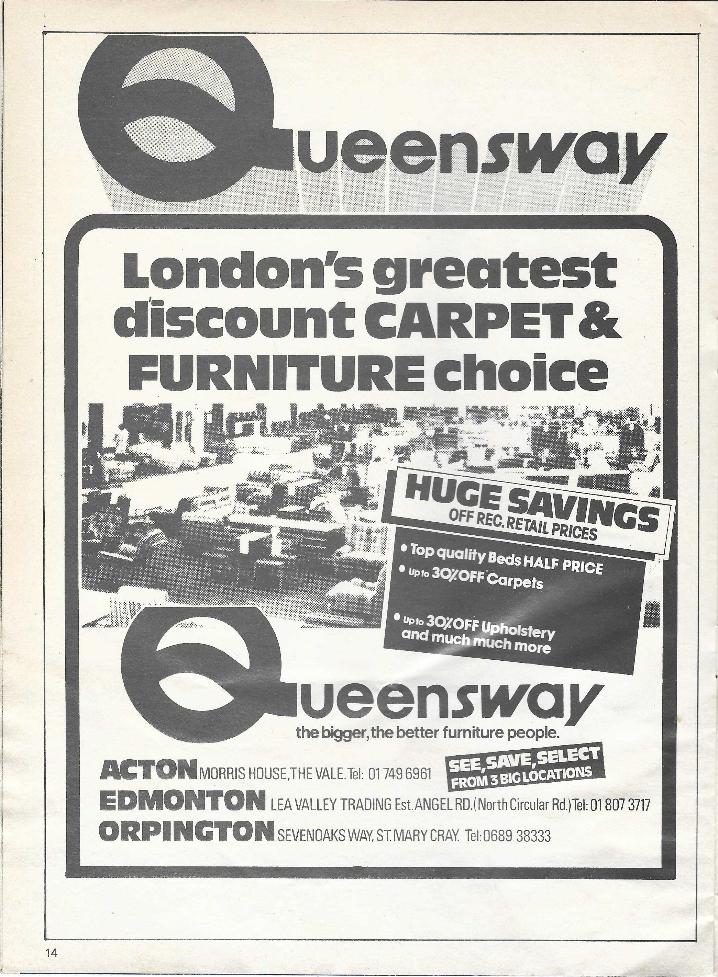 Queensway
London's greatest
discount CARPET &
FURNITURE choice
HUGE SAVINGS
OFF REC. RETAIL PRICES
• Top quality Beds HALF PRICE
• up to 30% OFF Carpets
• up to 30% OFF Upholstery
and much much more
Queensway
the bigger, the better furniture people.
SEE, SAVE, SELECT
FROM 3 BIG LOCATIONS
ACTON MORRIS HOUSE, THE VALE. Tel: 01 749 6961
EDMONTON LEA VALLEY TRADING Est. ANGEL RD. (North Circular Rd.) Tel: 01 807 3717
ORPINGTON SEVENOAKS WAY, ST. MARY CRAY. Tel: 0689 38333
14